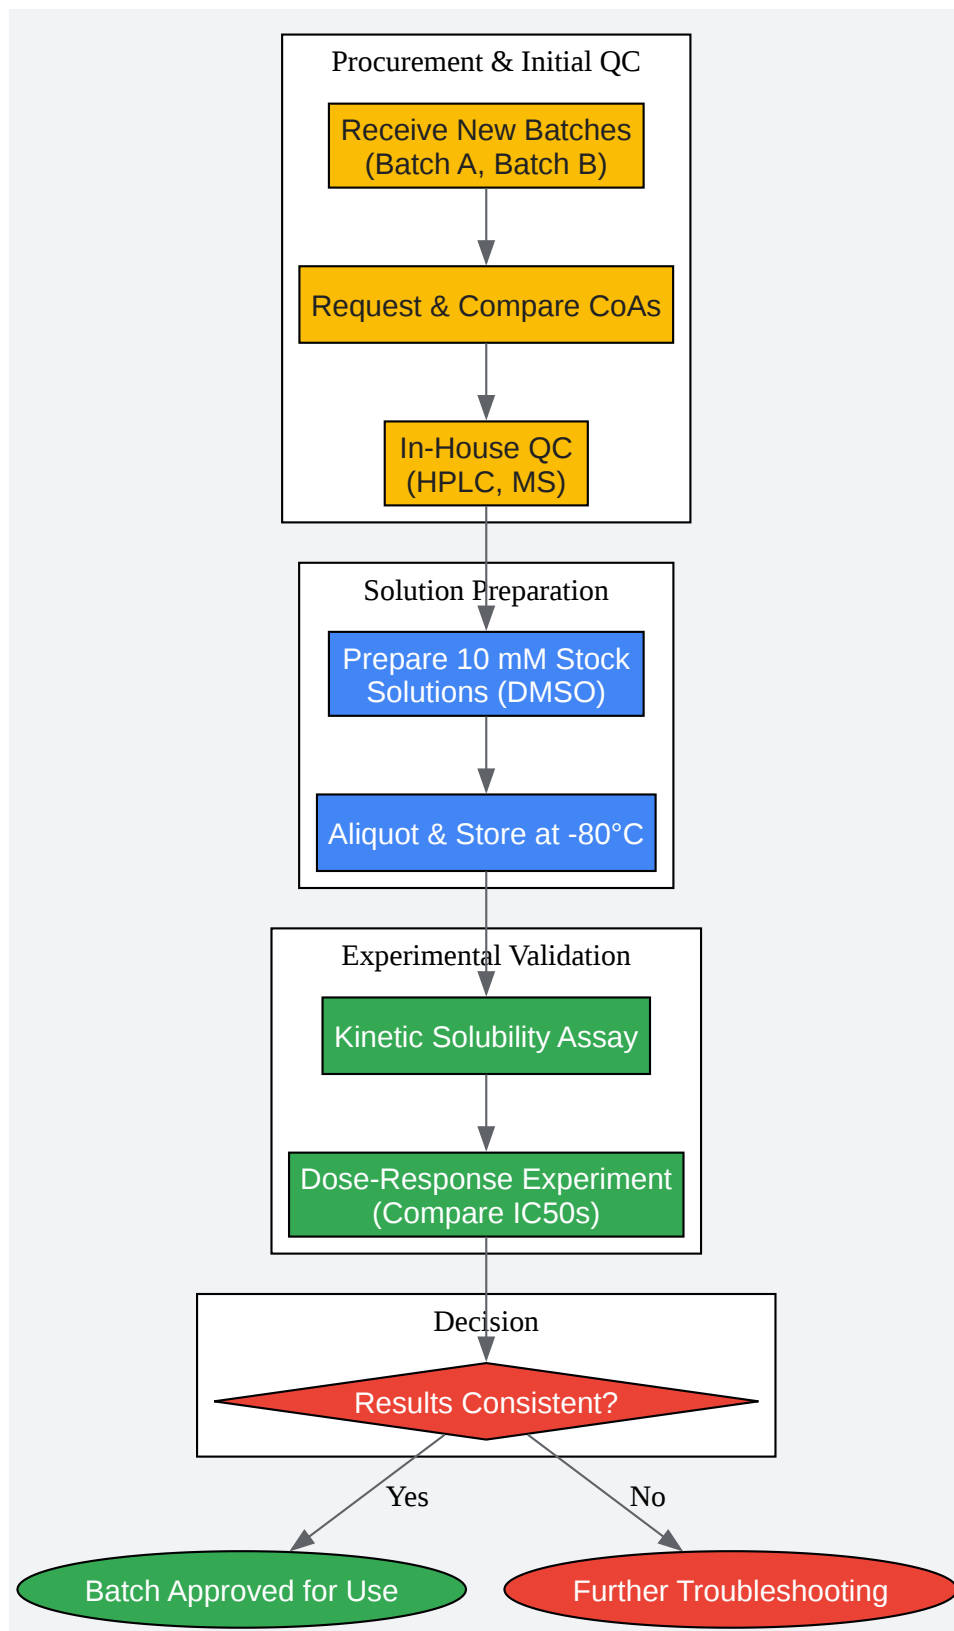 Procurement & Initial QC
Receive New Batches
(Batch A, Batch B)
Request & Compare CoAs
In-House QC
(HPLC, MS)
Solution Preparation
Prepare 10 mM Stock
Solutions (DMSO)
Aliquot & Store at -80°C
Experimental Validation
Kinetic Solubility Assay
Dose-Response Experiment
(Compare IC50s)
Decision
Results Consistent?
Yes
No
Batch Approved for Use
Further Troubleshooting